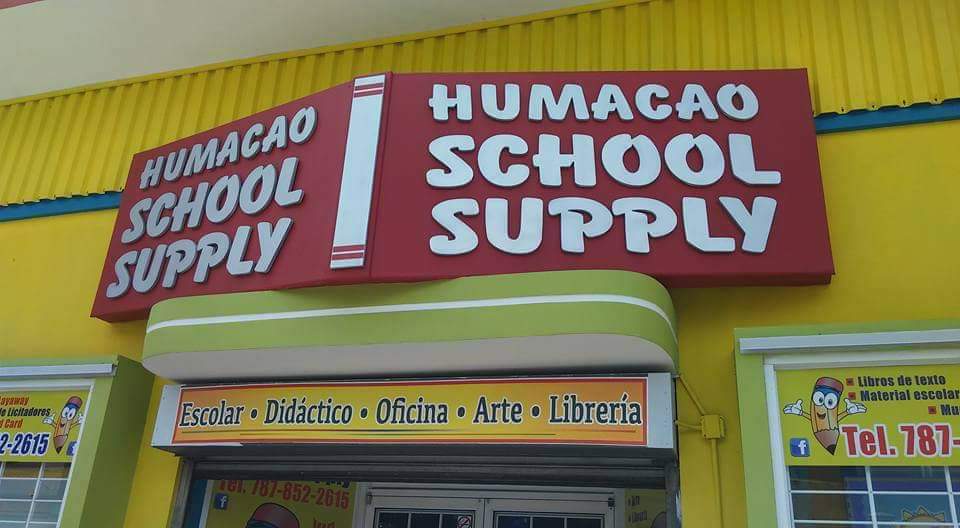 HUMACAO
SCHOOL
SUPPLY
HUMACAO
SCHOOL
SUPPLY
Escolar • Didáctico • Oficina • Arte • Librería
Layaway
de Licitadores
Card
2-2615
Tel. 787-852-2615
f
Libros de texto
Material escolar
f
Tel. 787-